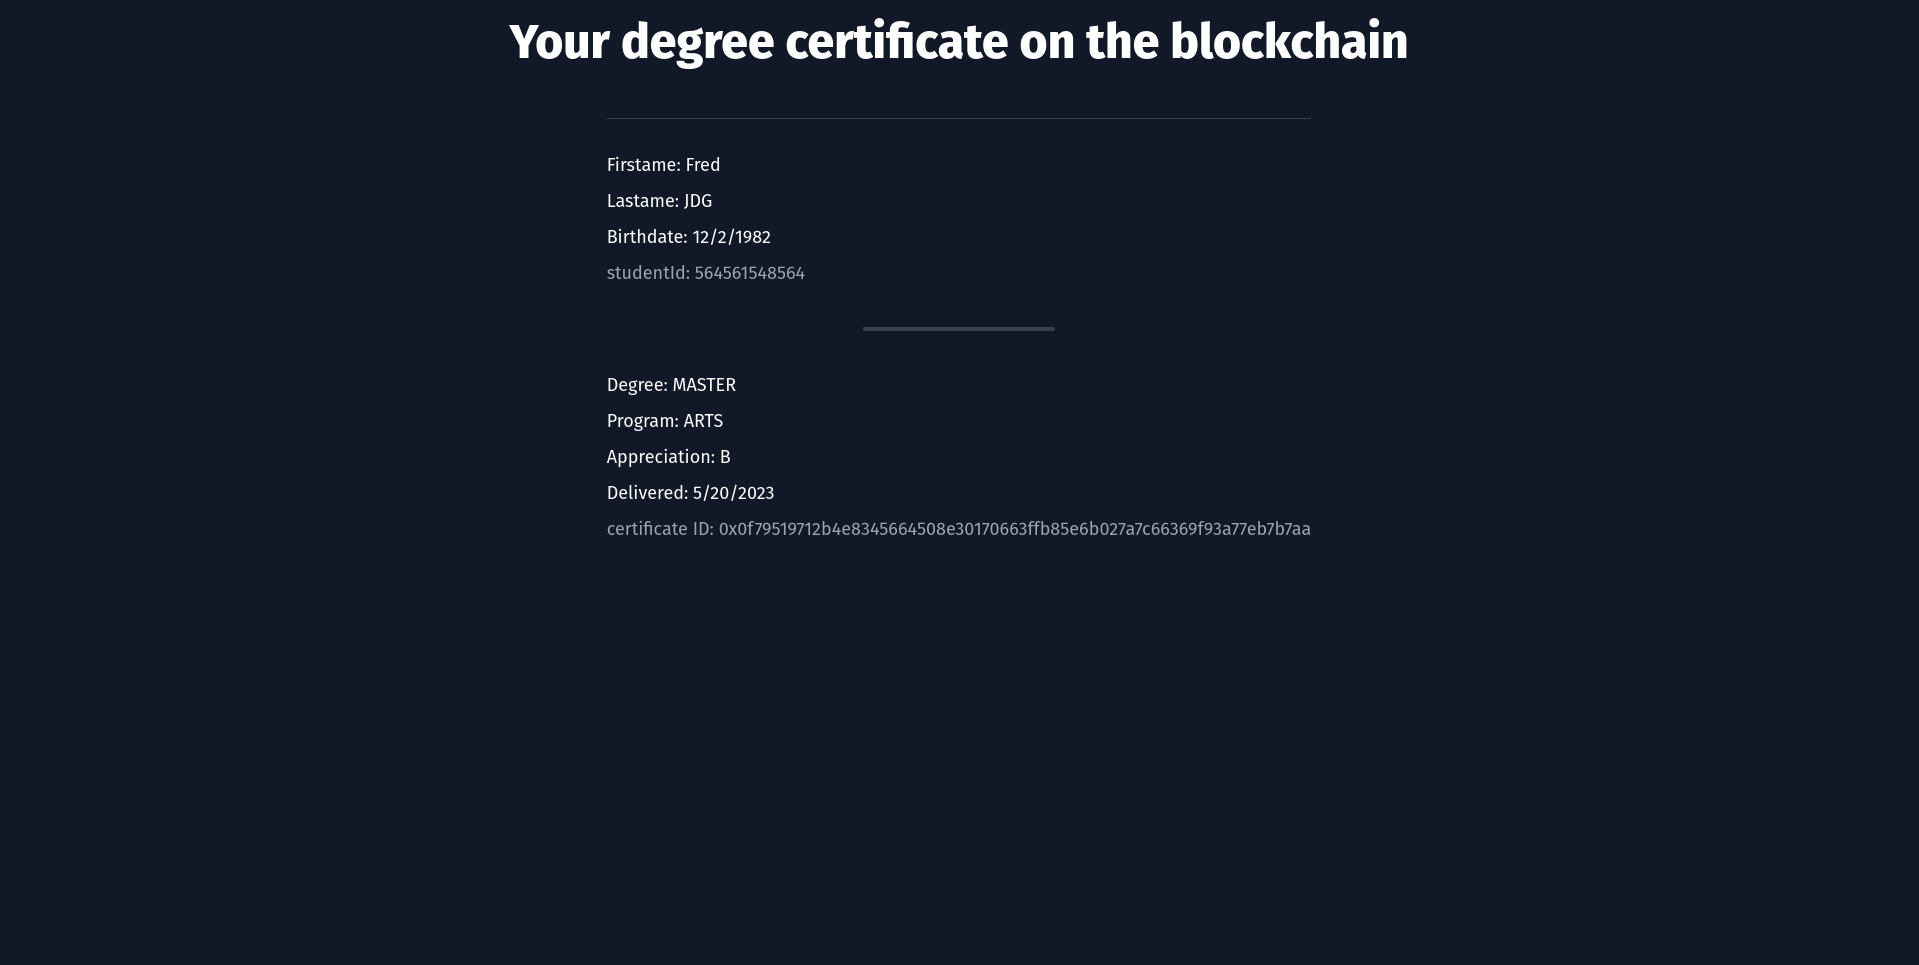 Your degree certificate on the blockchain
Firstame: Fred
Lastame: JDG
Birthdate: 12/2/1982
studentId: 564561548564
Degree: MASTER
Program: ARTS
Appreciation: B
Delivered: 5/20/2023
certificate ID: 0x0f79519712b4e8345664508e30170663ffb85e6b027a7c66369f93a77eb7b7aa